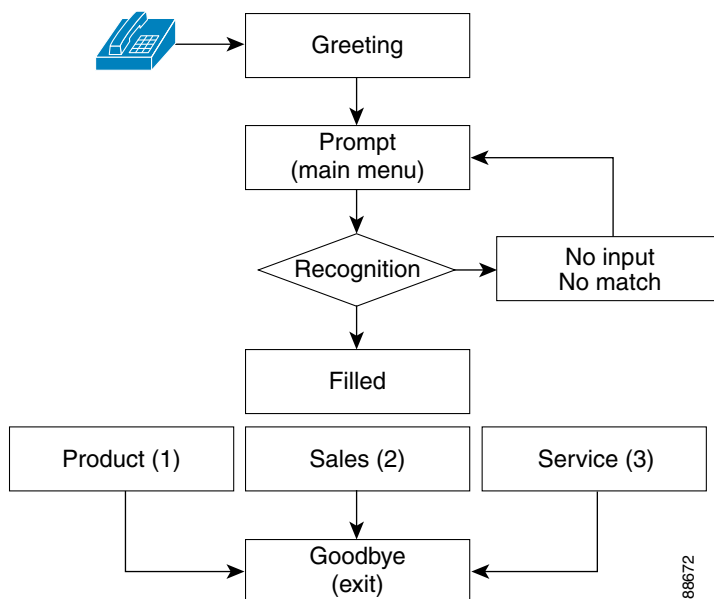 Greeting
Prompt
(main menu)
Recognition
No input
No match
Filled
Product (1)
Sales (2)
Service (3)
Goodbye
(exit)
88672